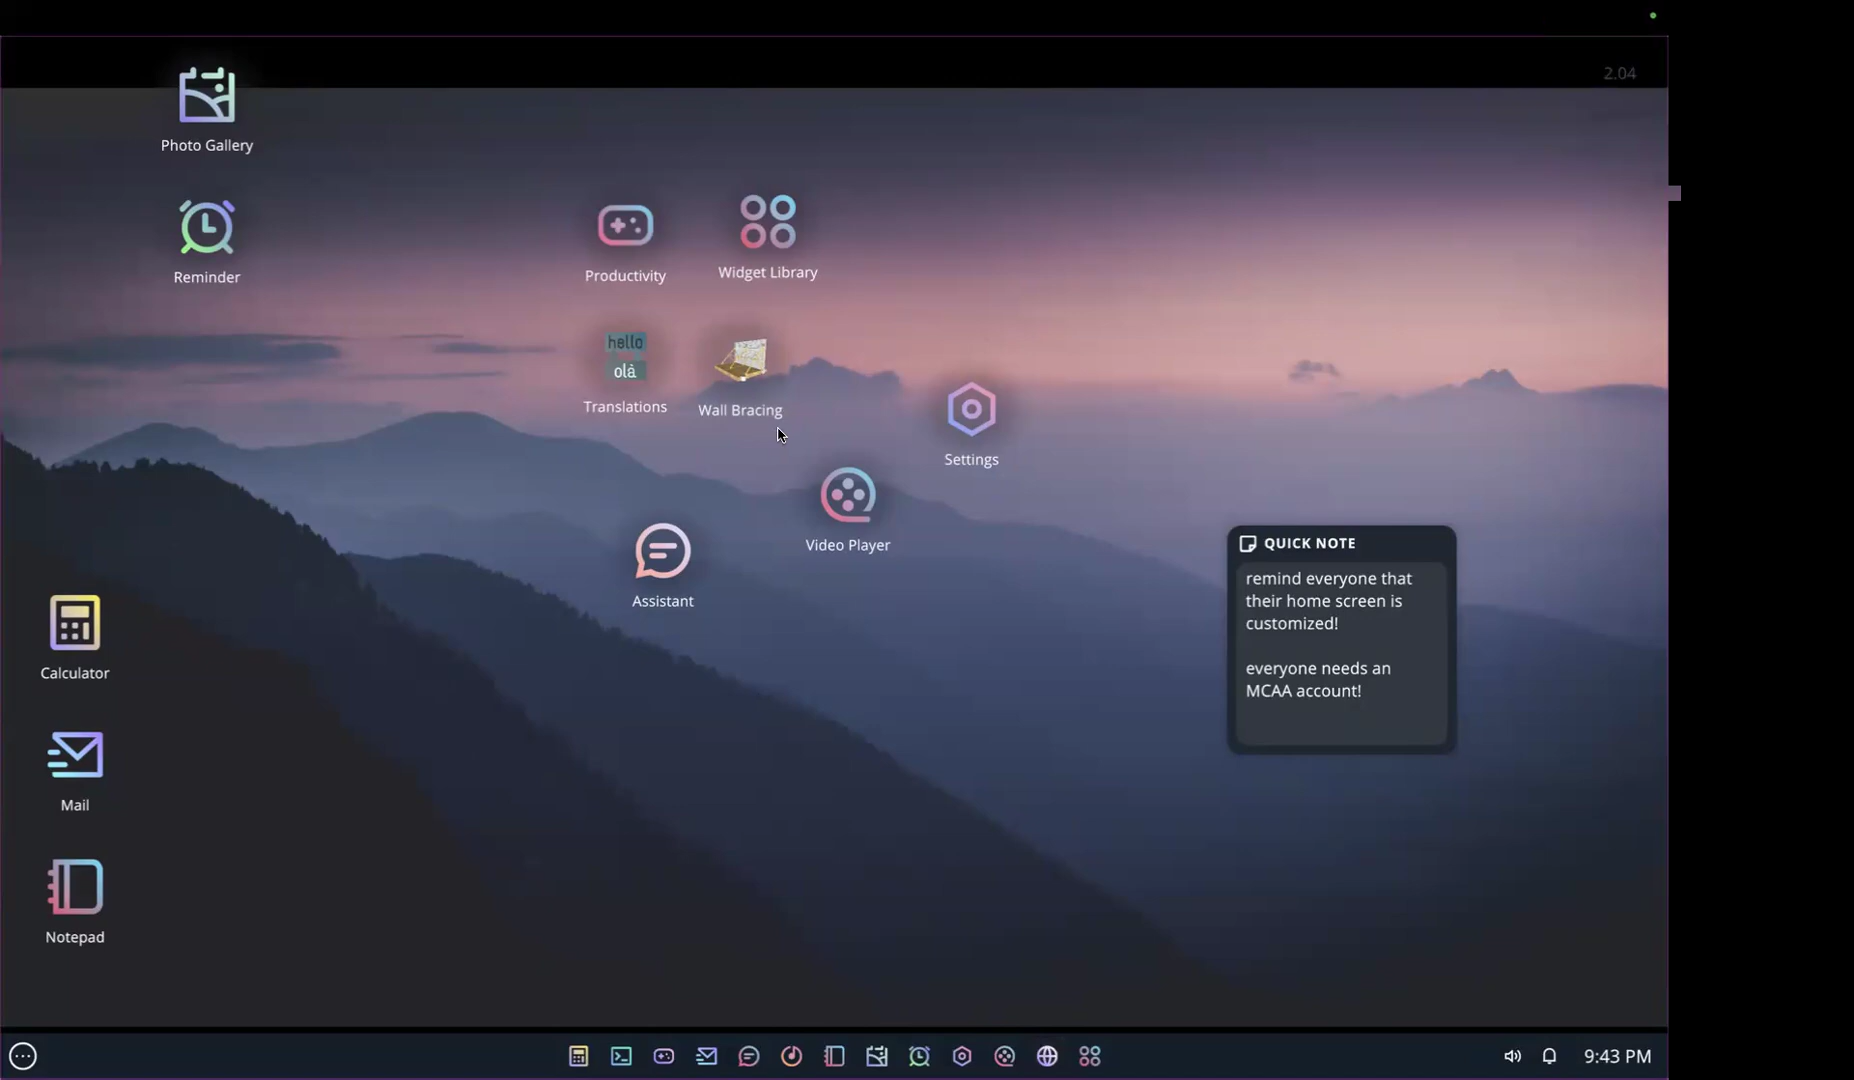 2.04
Photo Gallery
Reminder
Productivity
Widget Library
hello
olá
Translations
Wall Bracing
Settings
Video Player
Assistant
QUICK NOTE
remind everyone that
their home screen is
customized!
everyone needs an
MCAA account!
Calculator
Mail
Notepad
9:43 PM